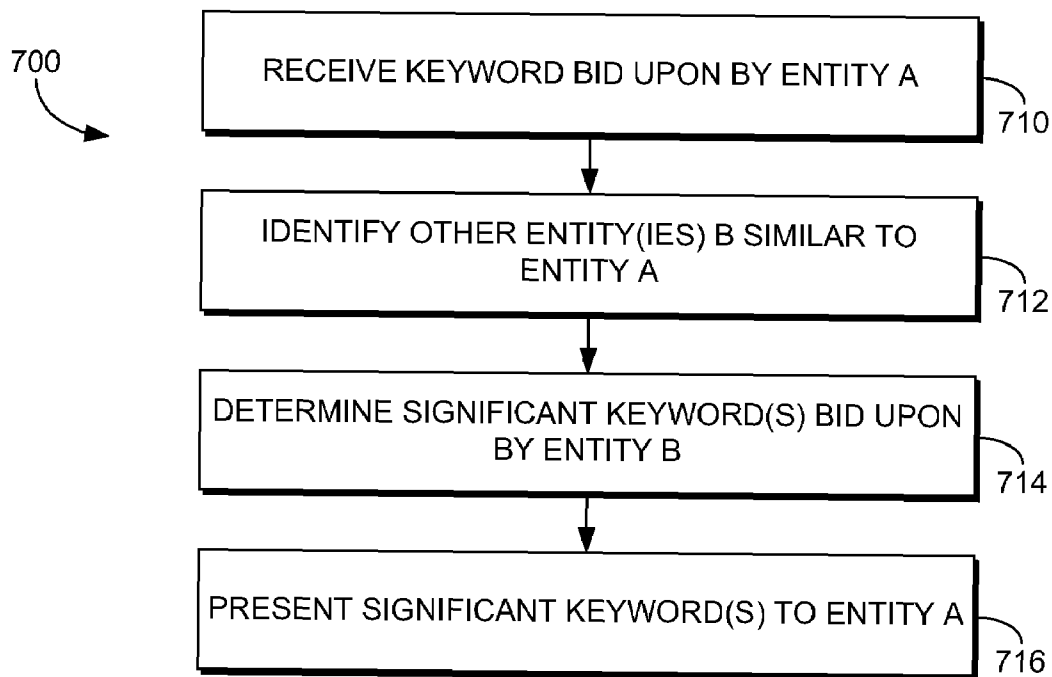 700
RECEIVE KEYWORD BID UPON BY ENTITY A
710
IDENTIFY OTHER ENTITY(IES) B SIMILAR TO
ENTITY A
712
DETERMINE SIGNIFICANT KEYWORD(S) BID UPON
BY ENTITY B
714
PRESENT SIGNIFICANT KEYWORD(S) TO ENTITY A
716